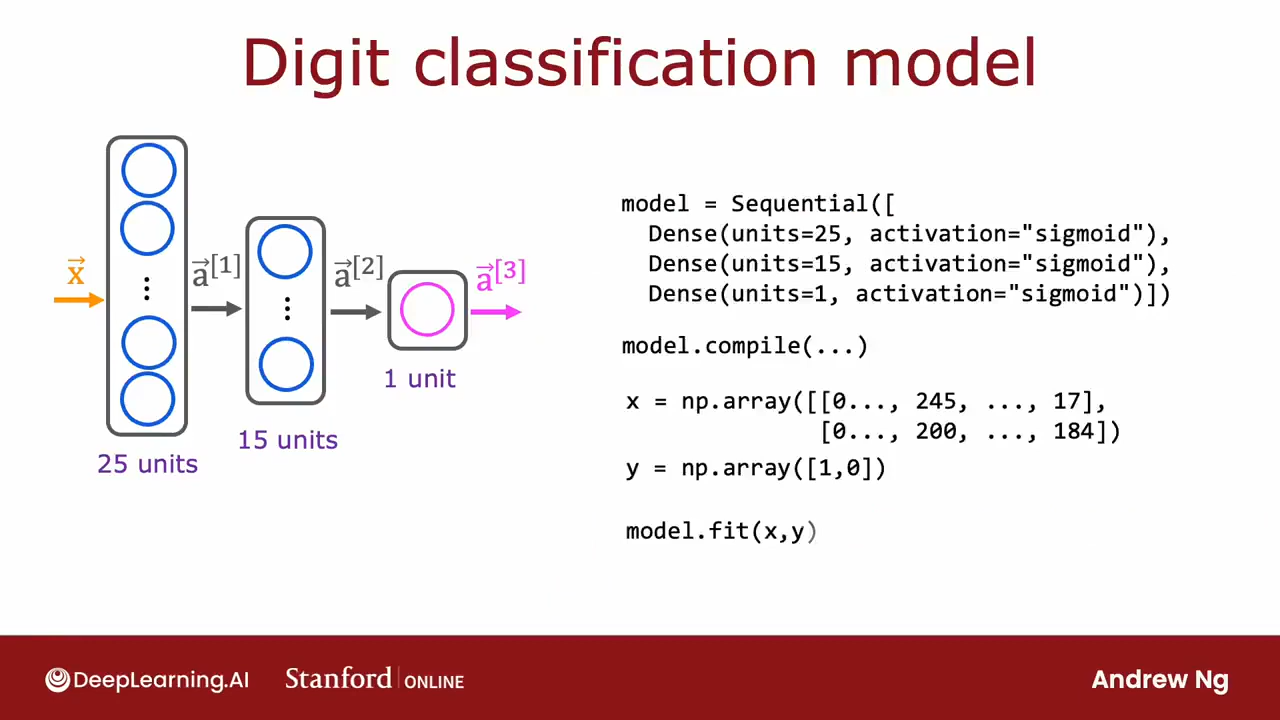 Digit classification model
x⃗
a⃗[1]
a⃗[2]
a⃗[3]
25 units
15 units
1 unit
model = Sequential([
Dense(units=25, activation="sigmoid"),
Dense(units=15, activation="sigmoid"),
Dense(units=1, activation="sigmoid")])
model.compile(...)
x = np.array([[0..., 245, ..., 17],
[0..., 200, ..., 184])
y = np.array([1,0])
model.fit(x,y)
DeepLearning.AI
Stanford ONLINE
Andrew Ng